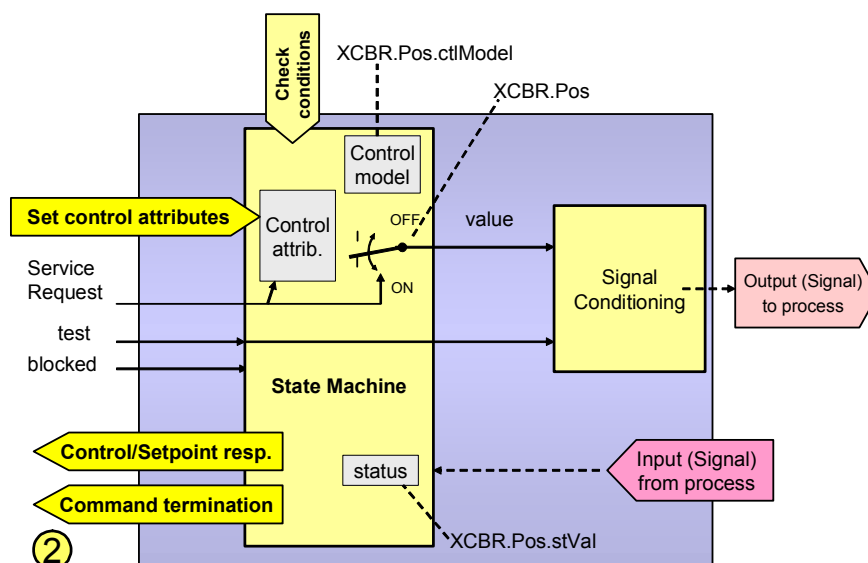 Check
conditions
XCBR.Pos.ctlModel
XCBR.Pos
Control
model
Set control attributes
Control
attrib.
OFF
value
ON
Service
Request
Signal
Conditioning
Output (Signal)
to process
test
blocked
State Machine
Control/Setpoint resp.
status
Input (Signal)
from process
Command termination
XCBR.Pos.stVal
2